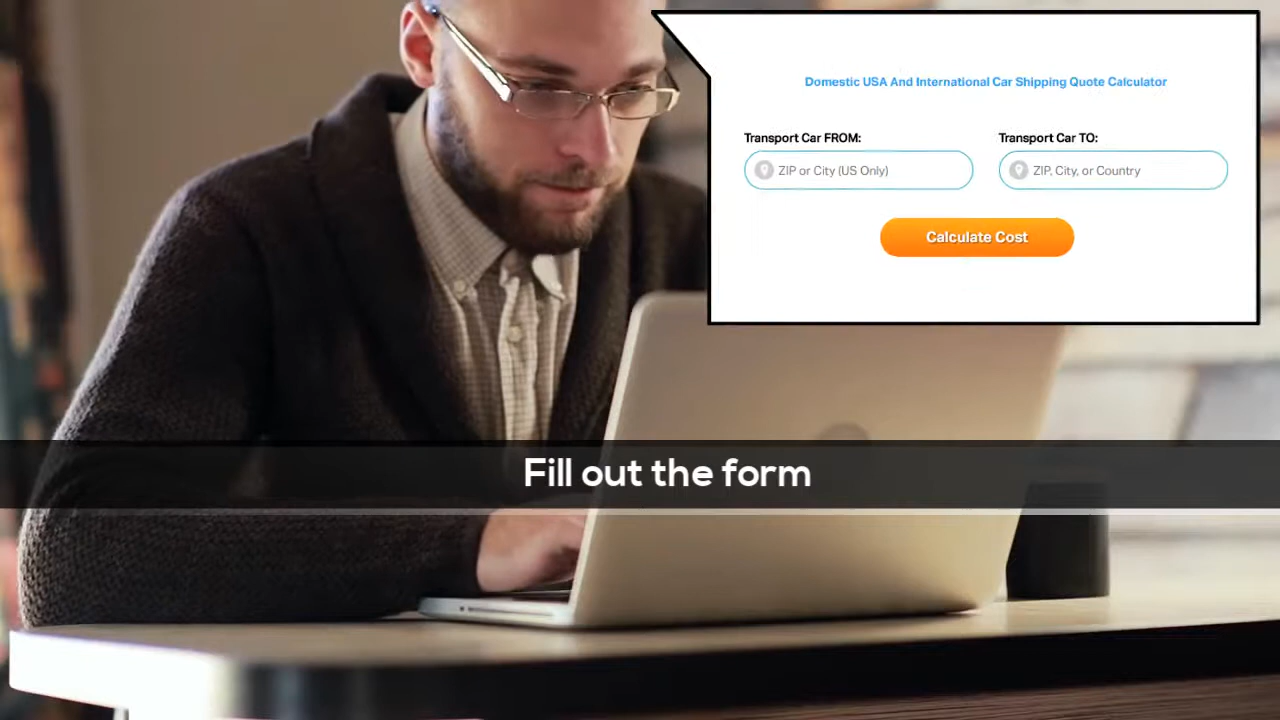 Domestic USA And International Car Shipping Quote Calculator
Transport Car FROM:
Transport Car TO:
ZIP or City (US Only)
ZIP, City, or Country
Calculate Cost
Fill out the form